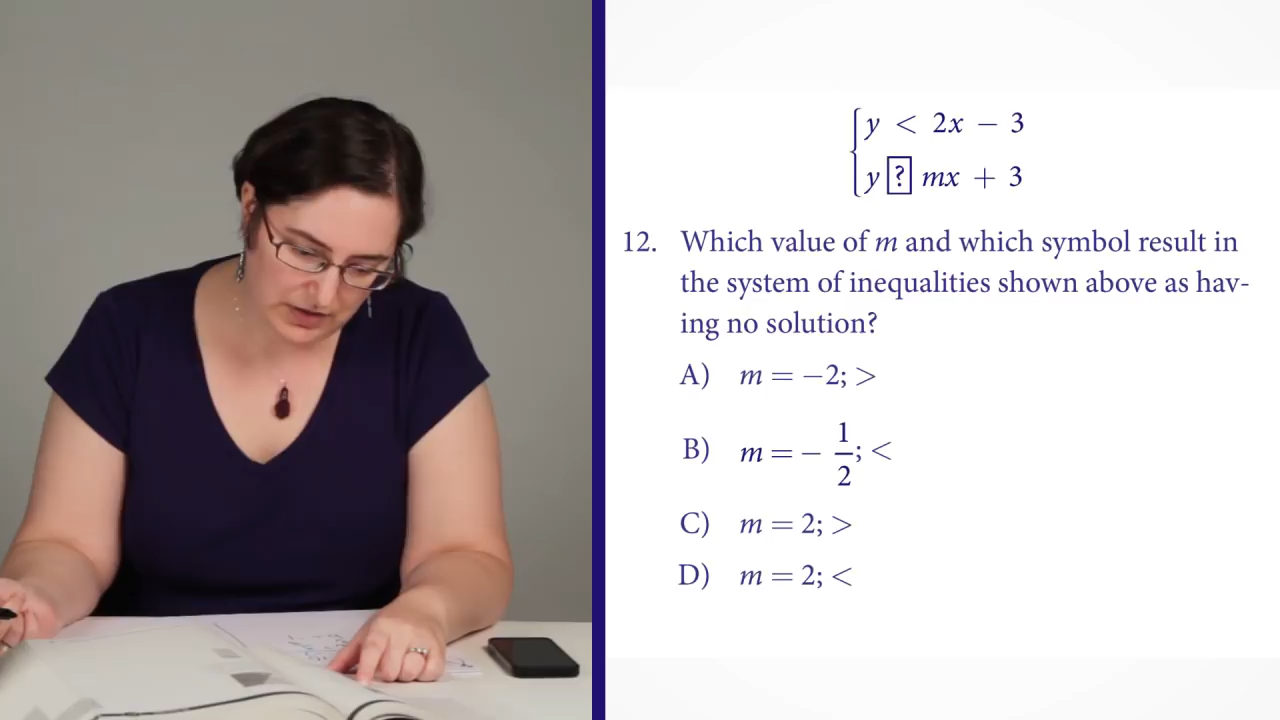 y < 2x − 3
y ? mx + 3
12. Which value of m and which symbol result in
the system of inequalities shown above as hav-
ing no solution?
A) m = −2; >
B) m = − 1/2; <
C) m = 2; >
D) m = 2; <